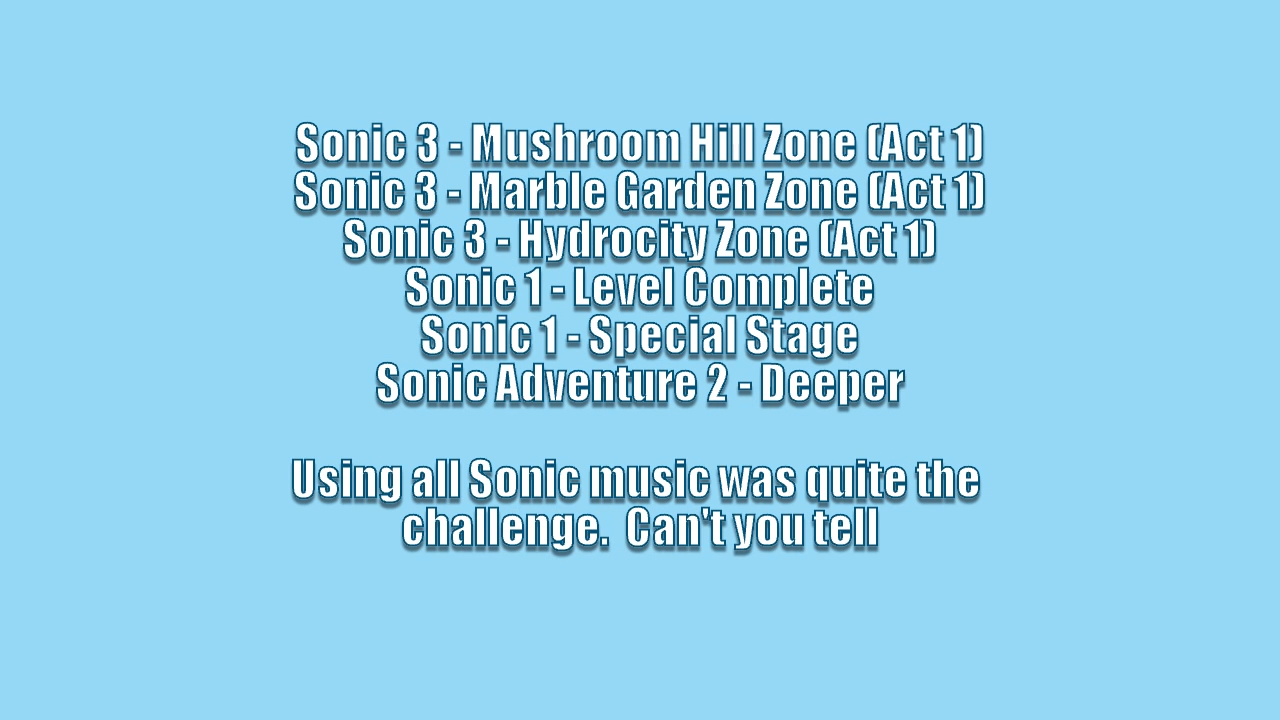 Sonic 3 - Mushroom Hill Zone (Act 1)
Sonic 3 - Marble Garden Zone (Act 1)
Sonic 3 - Hydrocity Zone (Act 1)
Sonic 1 - Level Complete
Sonic 1 - Special Stage
Sonic Adventure 2 - Deeper
Using all Sonic music was quite the
challenge.  Can't you tell